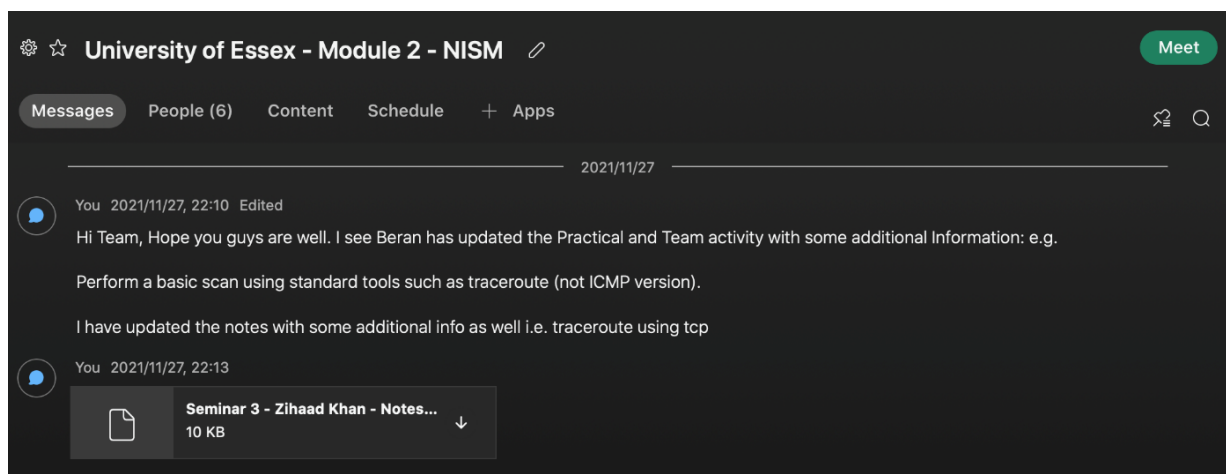 University of Essex - Module 2 - NISM
Meet
Messages People (6) Content Schedule + Apps
2021/11/27
You 2021/11/27, 22:10 Edited
Hi Team, Hope you guys are well. I see Beran has updated the Practical and Team activity with some additional Information: e.g.
Perform a basic scan using standard tools such as traceroute (not ICMP version).
I have updated the notes with some additional info as well i.e. traceroute using tcp
You 2021/11/27, 22:13
Seminar 3 - Zihaad Khan - Notes...
10 KB